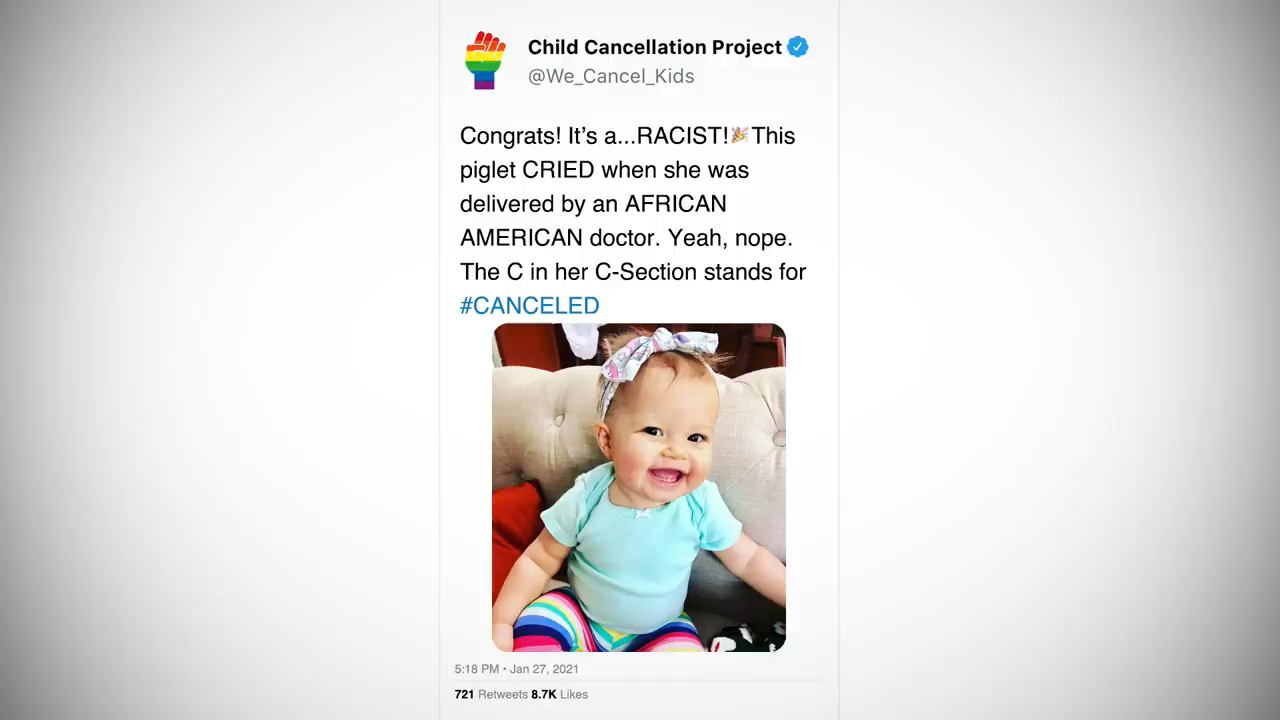 Child Cancellation Project
@We_Cancel_Kids
Congrats! It’s a...RACIST!🎉This
piglet CRIED when she was
delivered by an AFRICAN
AMERICAN doctor. Yeah, nope.
The C in her C-Section stands for
#CANCELED
5:18 PM • Jan 27, 2021
721 Retweets 8.7K Likes